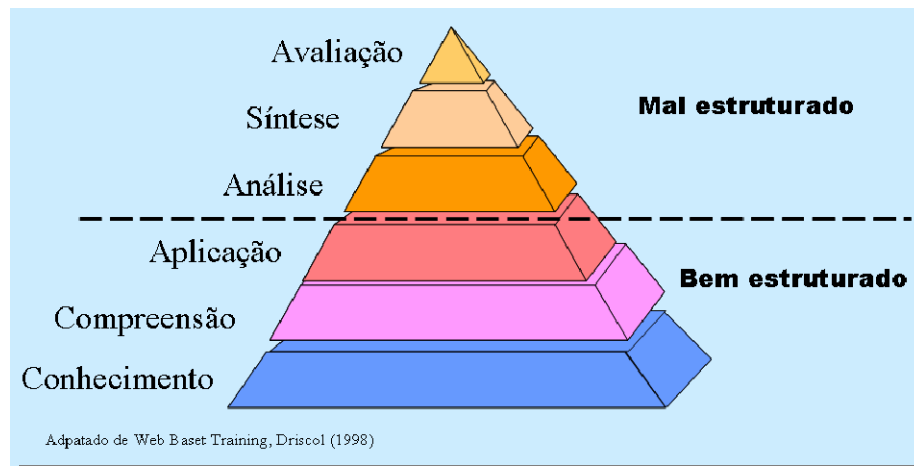 Avaliação
Síntese
Mal estruturado
Análise
Aplicação
Bem estruturado
Compreensão
Conhecimento
Adpatado de Web Baset Training, Driscol (1998)